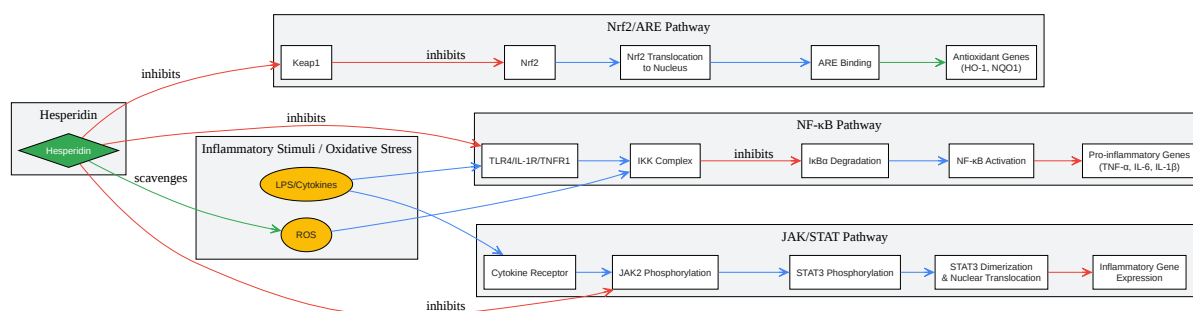 Nrf2/ARE Pathway
inhibits
Keap1
inhibits
Nrf2
Nrf2 Translocation
to Nucleus
ARE Binding
Antioxidant Genes
(HO-1, NQO1)
Hesperidin
Hesperidin
inhibits
scavenges
Inflammatory Stimuli / Oxidative Stress
LPS/Cytokines
ROS
NF-κB Pathway
TLR4/IL-1R/TNFR1
IKK Complex
inhibits
IκBα Degradation
NF-κB Activation
Pro-inflammatory Genes
(TNF-α, IL-6, IL-1β)
JAK/STAT Pathway
Cytokine Receptor
JAK2 Phosphorylation
STAT3 Phosphorylation
STAT3 Dimerization
& Nuclear Translocation
Inflammatory Gene
Expression
inhibits